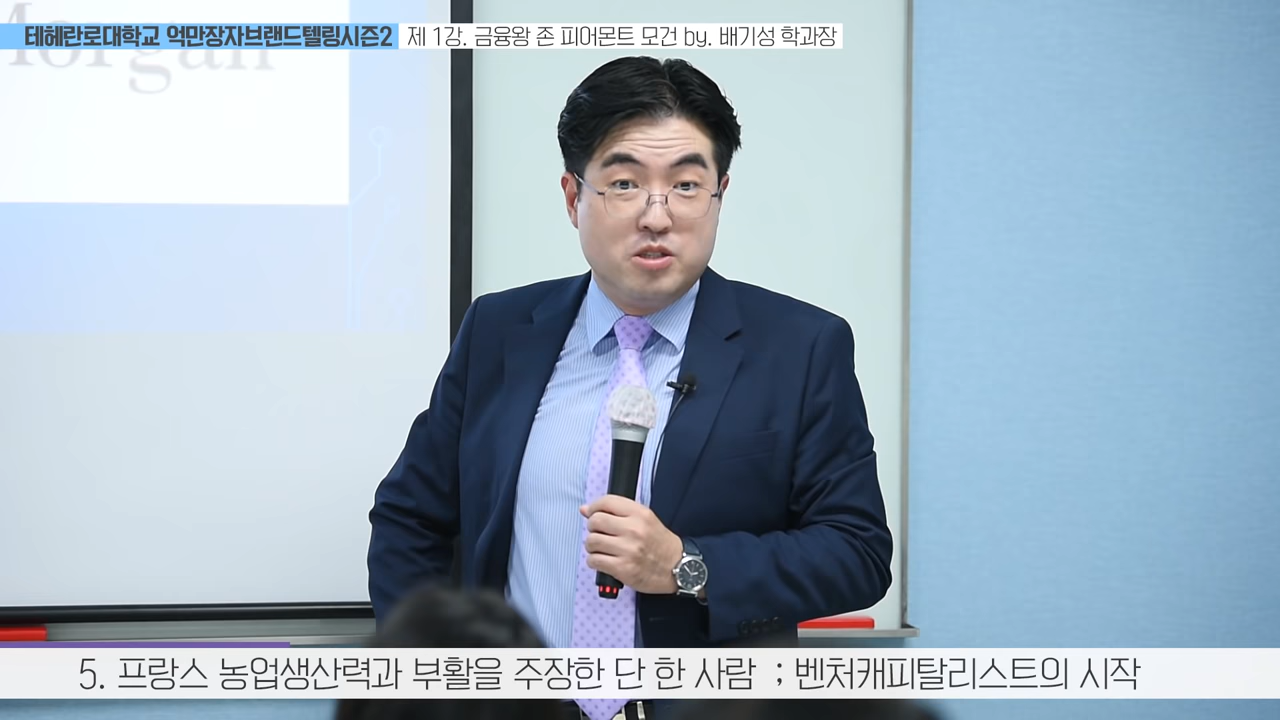 테헤란로대학교 억만장자브랜드텔링시즌2 제 1강. 금융왕 존 피어몬트 모건 by. 배기성 학과장
Morgan
5. 프랑스 농업생산력과 부활을 주장한 단 한 사람 ; 벤처캐피탈리스트의 시작